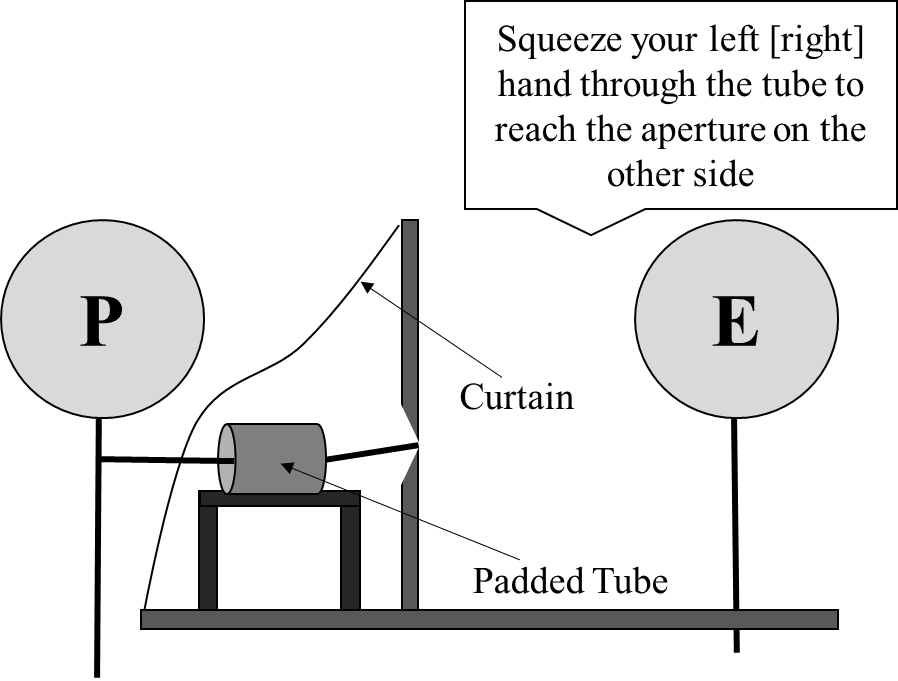 Squeeze your left [right]
hand through the tube to
reach the aperture on the
other side
P
E
Curtain
Padded Tube